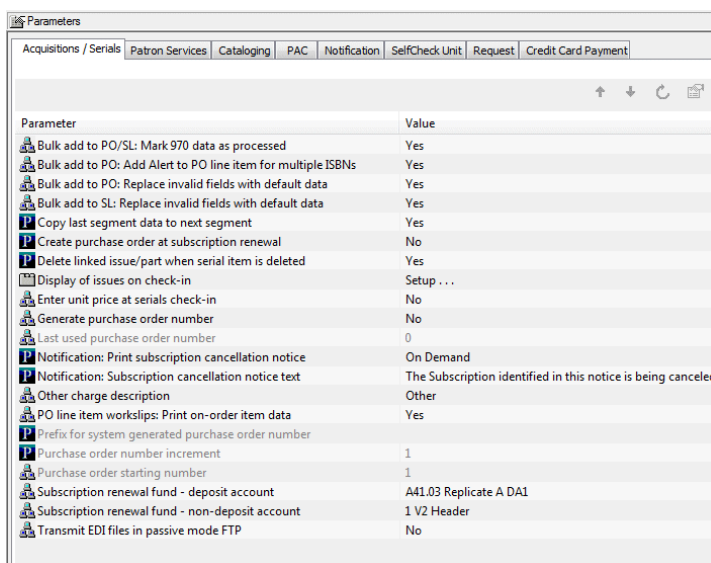 Parameters
Acquisitions / Serials Patron Services Cataloging PAC Notification SelfCheck Unit Request Credit Card Payment
Parameter Value
Bulk add to PO/SL: Mark 970 data as processed Yes
Bulk add to PO: Add Alert to PO line item for multiple ISBNs Yes
Bulk add to PO: Replace invalid fields with default data Yes
Bulk add to SL: Replace invalid fields with default data Yes
P Copy last segment data to next segment Yes
P Create purchase order at subscription renewal No
P Delete linked issue/part when serial item is deleted Yes
Display of issues on check-in Setup . . .
Enter unit price at serials check-in No
Generate purchase order number No
Last used purchase order number 0
P Notification: Print subscription cancellation notice On Demand
P Notification: Subscription cancellation notice text The Subscription identified in this notice is being cancele
Other charge description Other
PO line item workslips: Print on-order item data Yes
P Prefix for system generated purchase order number
P Purchase order number increment 1
Purchase order starting number 1
Subscription renewal fund - deposit account A41.03 Replicate A DA1
Subscription renewal fund - non-deposit account 1 V2 Header
Transmit EDI files in passive mode FTP No